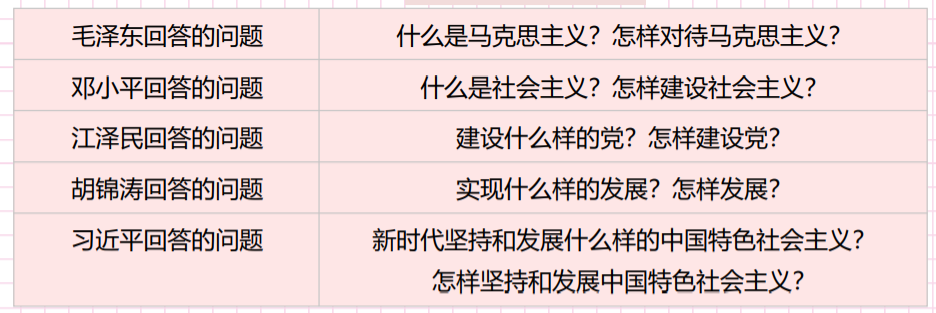 毛泽东回答的问题 什么是马克思主义？怎样对待马克思主义？
邓小平回答的问题 什么是社会主义？怎样建设社会主义？
江泽民回答的问题 建设什么样的党？怎样建设党？
胡锦涛回答的问题 实现什么样的发展？怎样发展？
习近平回答的问题 新时代坚持和发展什么样的中国特色社会主义？
怎样坚持和发展中国特色社会主义？